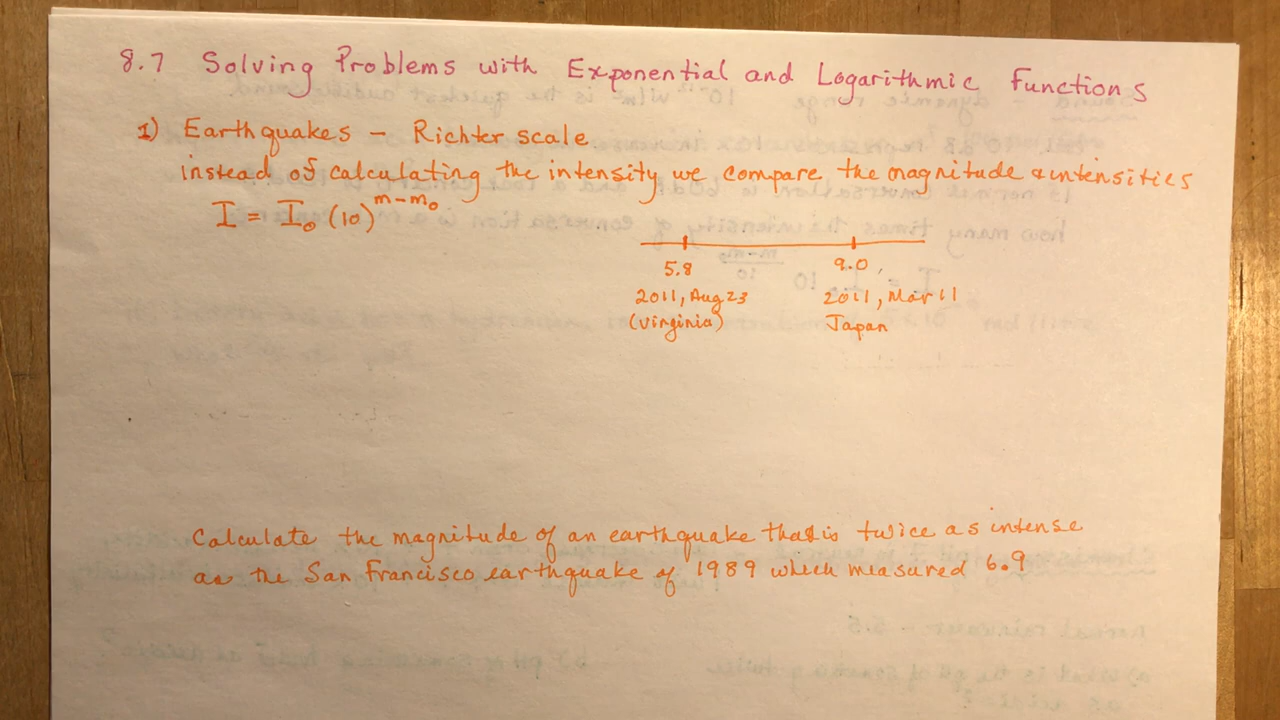 8.7 Solving Problems with Exponential and Logarithmic Functions
1) Earthquakes - Richter scale
instead of calculating the intensity we compare the magnitude & intensities
I = I₀ (10)^(m-m₀)
5.8 9.0
2011, Aug 23 2011, Mar 11
(Virginia) Japan
Calculate the magnitude of an earthquake that is twice as intense
as the San Francisco earthquake of 1989 which measured 6.9